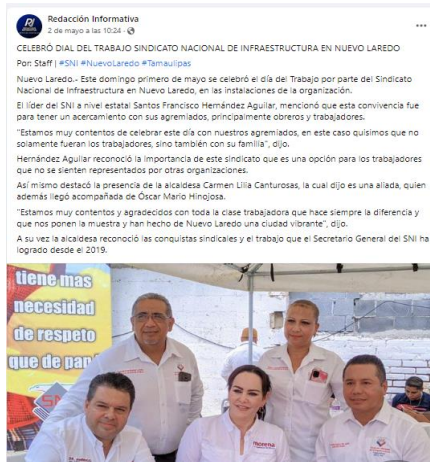 Redacción Informativa
2 de mayo a las 10:24
CELEBRÓ DIAL DEL TRABAJO SINDICATO NACIONAL DE INFRAESTRUCTURA EN NUEVO LAREDO
Por: Staff | #SNI #NuevoLaredo #Tamaulipas
Nuevo Laredo.- Este domingo primero de mayo se celebró el día del Trabajo por parte del Sindicato
Nacional de Infraestructura en Nuevo Laredo, en las instalaciones de la organización.
El líder del SNI a nivel estatal Santos Francisco Hernández Aguilar, mencionó que esta convivencia fue
para tener un acercamiento con sus agremiados, principalmente obreros y trabajadores.
"Estamos muy contentos de celebrar este día con nuestros agremiados, en este caso quisimos que no
solamente fueran los trabajadores, sino también con su familia", dijo.
Hernández Aguilar reconoció la importancia de este sindicato que es una opción para los trabajadores
que no se sienten representados por otras organizaciones.
Así mismo destacó la presencia de la alcaldesa Carmen Lilia Canturosas, la cual dijo es una aliada, quien
además llegó acompañada de Óscar Mario Hinojosa.
"Estamos muy contentos y agradecidos con toda la clase trabajadora que hace siempre la diferencia y
que nos ponen la muestra y han hecho de Nuevo Laredo una ciudad vibrante", dijo.
A su vez la alcaldesa reconoció las conquistas sindicales y el trabajo que el Secretario General del SNI ha
logrado desde el 2019.
tiene mas
necesidad
de respeto
que de pan
SNI
morena